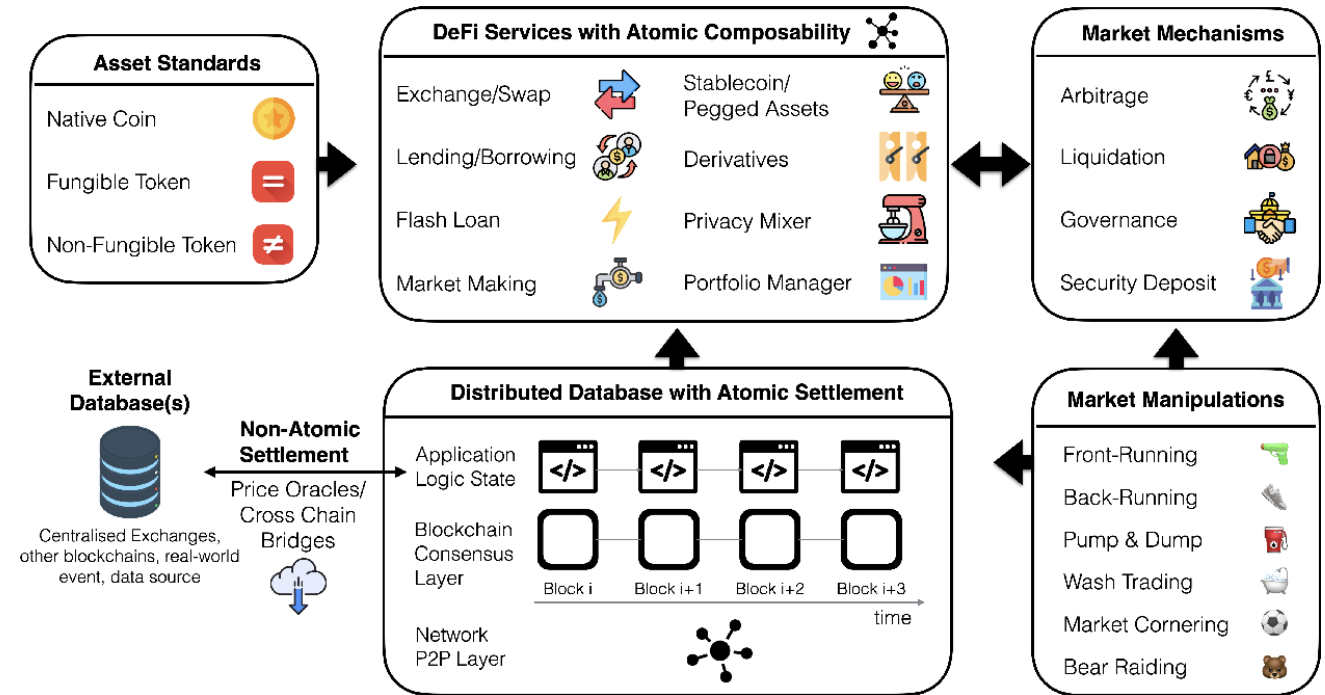 Asset Standards
Native Coin
Fungible Token
=
Non-Fungible Token
≠
DeFi Services with Atomic Composability
Exchange/Swap
Lending/Borrowing
Flash Loan
Market Making
Stablecoin/
Pegged Assets
Derivatives
Privacy Mixer
Portfolio Manager
Market Mechanisms
Arbitrage
Liquidation
Governance
Security Deposit
External
Database(s)
Centralised Exchanges,
other blockchains, real-world
event, data source
Non-Atomic
Settlement
Price Oracles/
Cross Chain
Bridges
Distributed Database with Atomic Settlement
Application
Logic State
</>
</>
</>
</>
Blockchain
Consensus
Layer
Block i
Block i+1
Block i+2
Block i+3
time
Network
P2P Layer
Market Manipulations
Front-Running
Back-Running
Pump & Dump
Wash Trading
Market Cornering
Bear Raiding